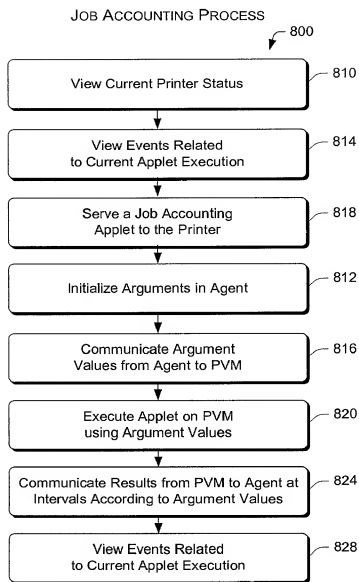 JOB ACCOUNTING PROCESS
800
View Current Printer Status
810
View Events Related
to Current Applet Execution
814
Serve a Job Accounting
Applet to the Printer
818
Initialize Arguments in Agent
812
Communicate Argument
Values from Agent to PVM
816
Execute Applet on PVM
using Argument Values
820
Communicate Results from PVM to Agent at
Intervals According to Argument Values
824
View Events Related
to Current Applet Execution
828